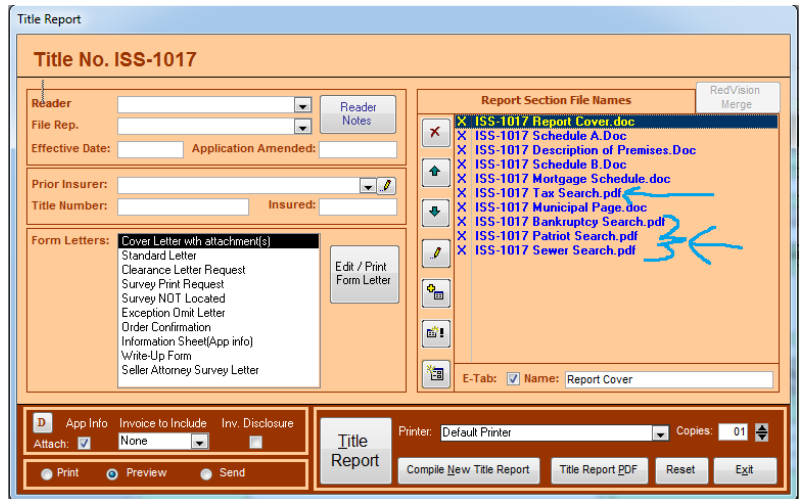 Title Report
Title No. ISS-1017
Reader
Reader Notes
File Rep.
Effective Date:
Application Amended:
Prior Insurer:
Title Number:
Insured:
Form Letters:
Cover Letter wth attachment(s)
Standard Letter
Clearance Letter Request
Survey Print Request
Survey NOT Located
Exception Omit Letter
Order Confirmation
Information Sheet(App info)
Write-Up Form
Seller Attorney Survey Letter
Edit / Print
Form Letter
Report Section File Names
RedVision
Merge
X ISS-1017 Report Cover.doc
X ISS-1017 Schedule A.Doc
X ISS-1017 Description of Premises.Doc
X ISS-1017 Schedule B.Doc
X ISS-1017 Mortgage Schedule.doc
X ISS-1017 Tax Search.pdf
X ISS-1017 Municipal Page.doc
X ISS-1017 Bankruptcy Search.pdf
X ISS-1017 Patriot Search.pdf
X ISS-1017 Sewer Search.pdf
E-Tab: Name: Report Cover
D App Info Invoice to Include Inv. Disclosure
Attach: None
Print Preview Send
Title
Report
Printer: Default Printer Copies: 01
Compile New Title Report Title Report PDF Reset Exit